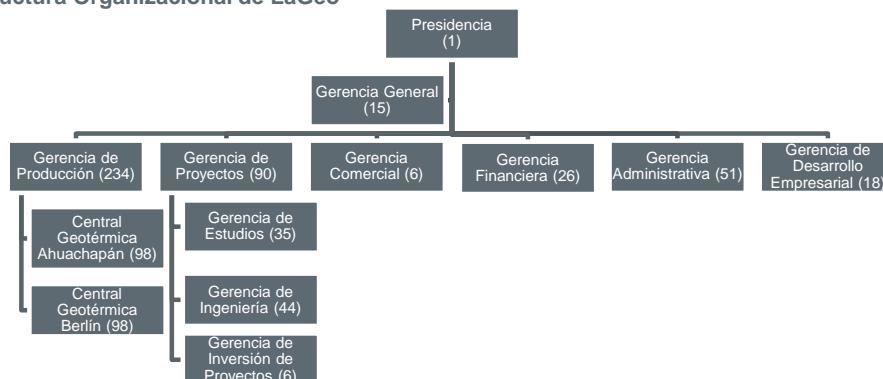 Organizacional de LaGeo
Presidencia
(1)
Gerencia General
(15)
Gerencia de
Producción (234)
Gerencia de
Proyectos (90)
Gerencia
Comercial (6)
Gerencia
Financiera (26)
Gerencia
Administrativa (51)
Gerencia de
Desarrollo
Empresarial (18)
Central
Geotérmica
Ahuachapán (98)
Central
Geotérmica
Berlín (98)
Gerencia de
Estudios (35)
Gerencia de
Ingeniería (44)
Gerencia de
Inversión de
Proyectos (6)